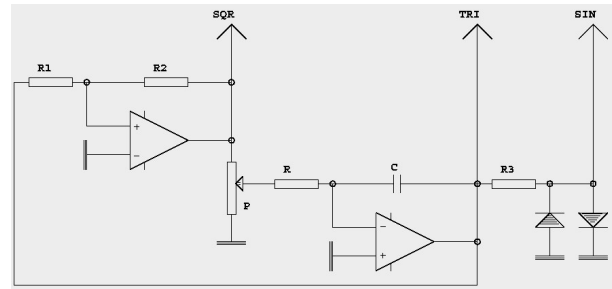 SQR TRI SIN
R1 R2
+
−
R C R3
P
−
+